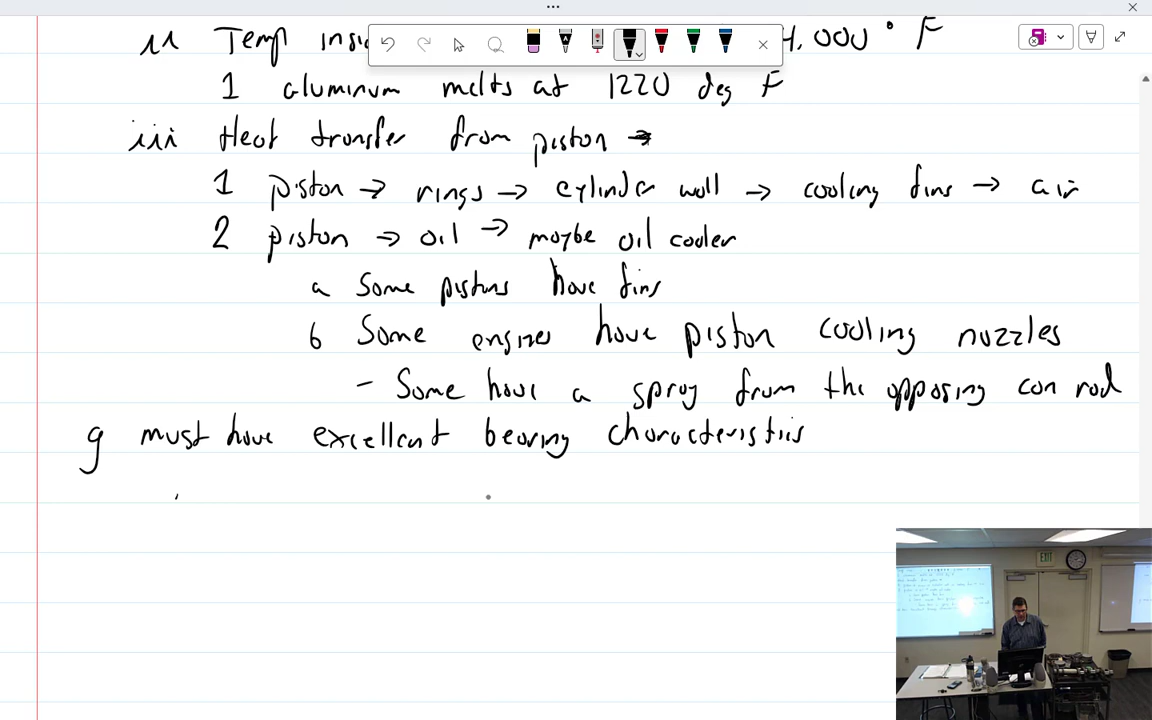 ii Temp insi 4,000° F
1 aluminum melts at 1220 deg F
iii Heat transfer from piston →
1 piston → rings → cylinder wall → cooling fins → air
2 piston → oil → maybe oil cooler
a Some pistons have fins
b Some engines have piston cooling nuzzles
- Some have a spray from the opposing con rod
g must have excellent bearing characteristics
EXIT